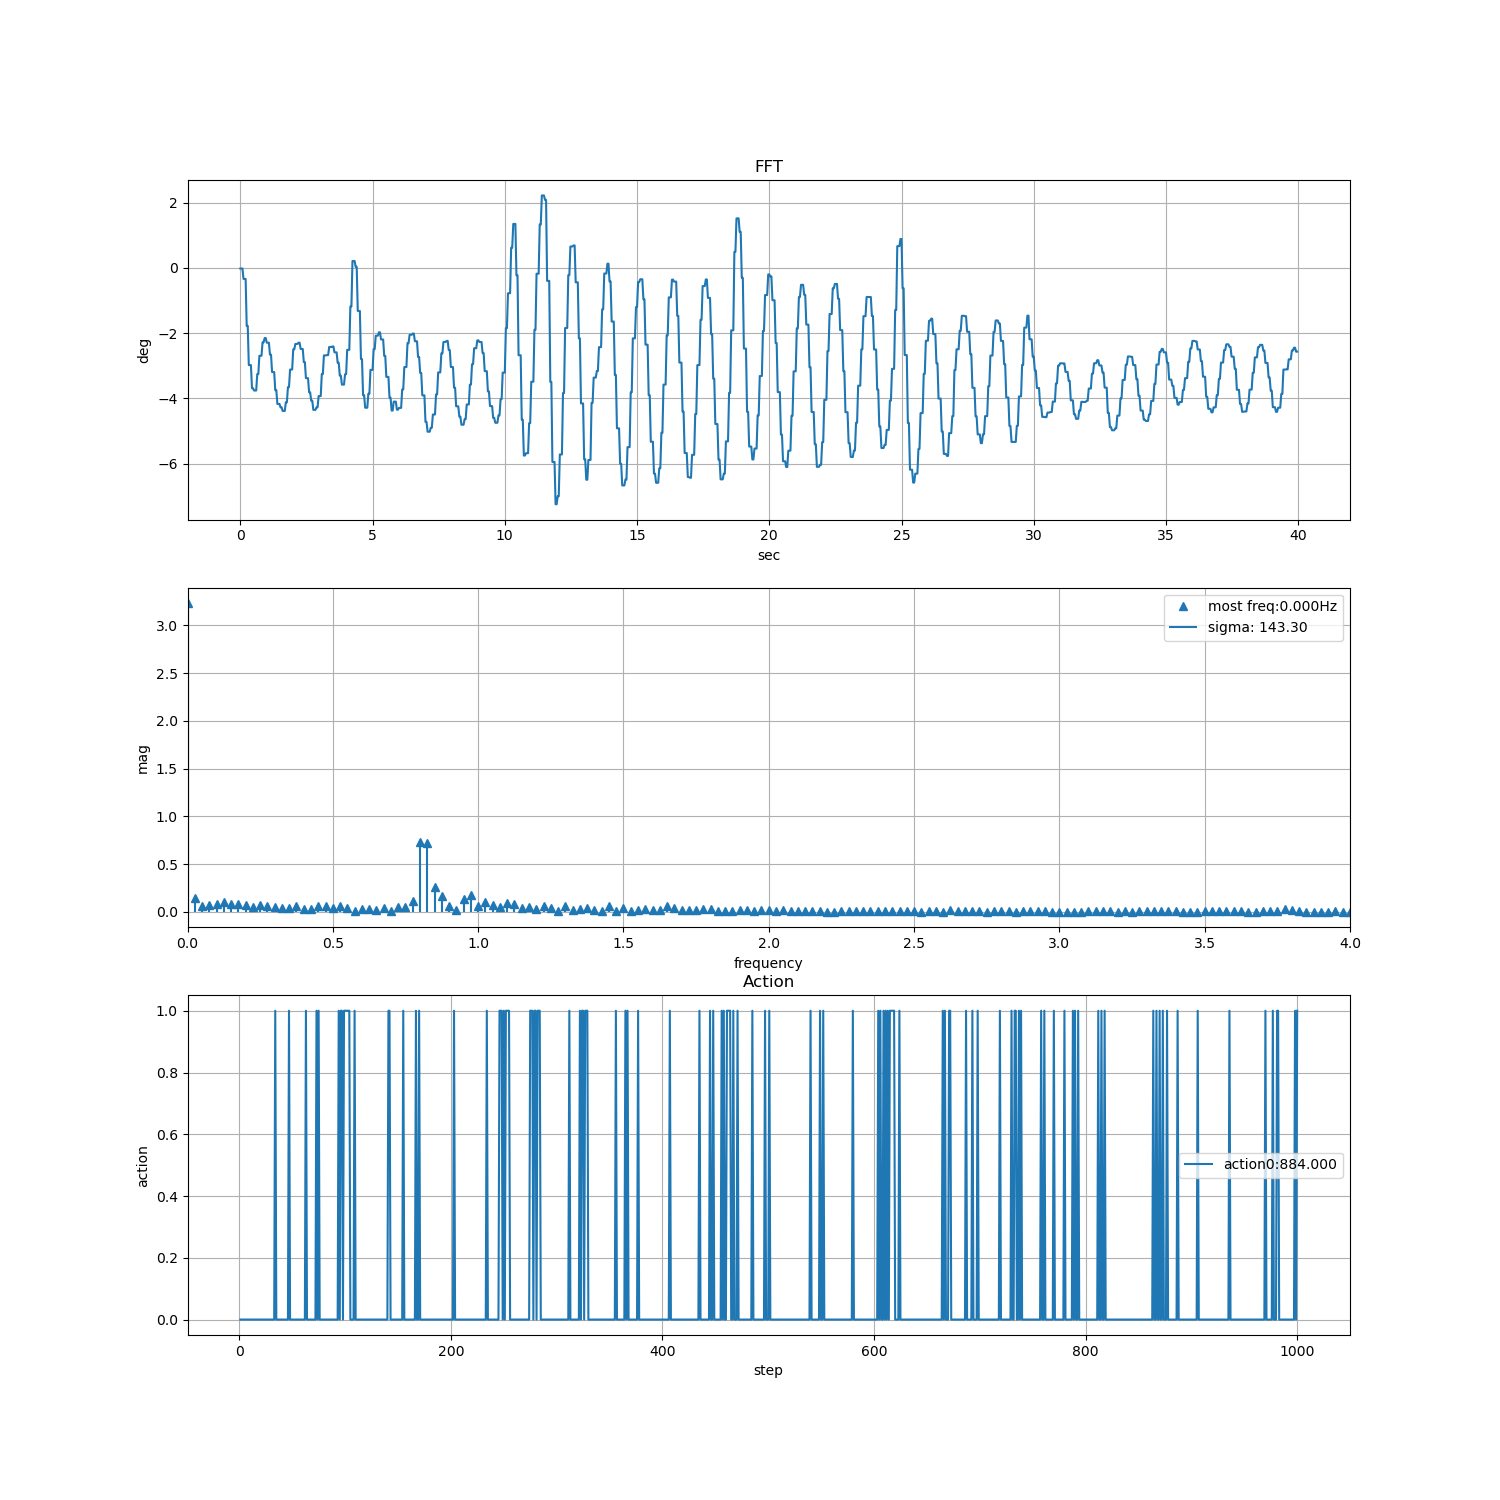 FFT
2
0
−2
−4
−6
deg
0 5 10 15 20 25 30 35 40
sec
most freq:0.000Hz
sigma: 143.30
3.0
2.5
2.0
1.5
1.0
0.5
0.0
mag
0.0 0.5 1.0 1.5 2.0 2.5 3.0 3.5 4.0
frequency
Action
1.0
0.8
0.6
0.4
0.2
0.0
action
action0:884.000
0 200 400 600 800 1000
step